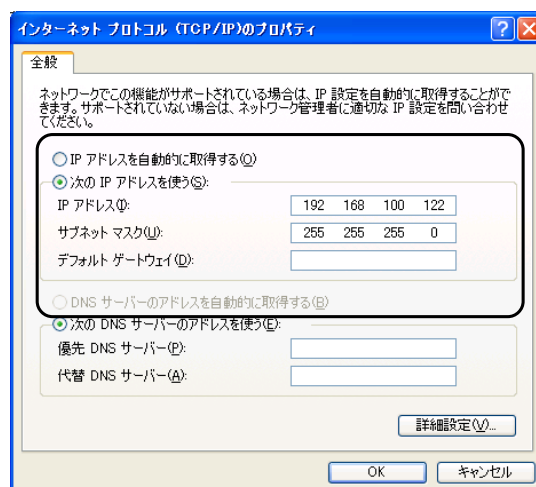 インターネット プロトコル (TCP/IP)のプロパティ
全般
ネットワークでこの機能がサポートされている場合は、IP 設定を自動的に取得することがで
きます。サポートされていない場合は、ネットワーク管理者に適切な IP 設定を問い合わせ
てください。
IP アドレスを自動的に取得する(O)
次の IP アドレスを使う(S):
IP アドレス(I): 192 168 100 122
サブネット マスク(U): 255 255 255 0
デフォルト ゲートウェイ(D):
DNS サーバーのアドレスを自動的に取得する(B)
次の DNS サーバーのアドレスを使う(E):
優先 DNS サーバー(P):
代替 DNS サーバー(A):
詳細設定(V)...
OK キャンセル